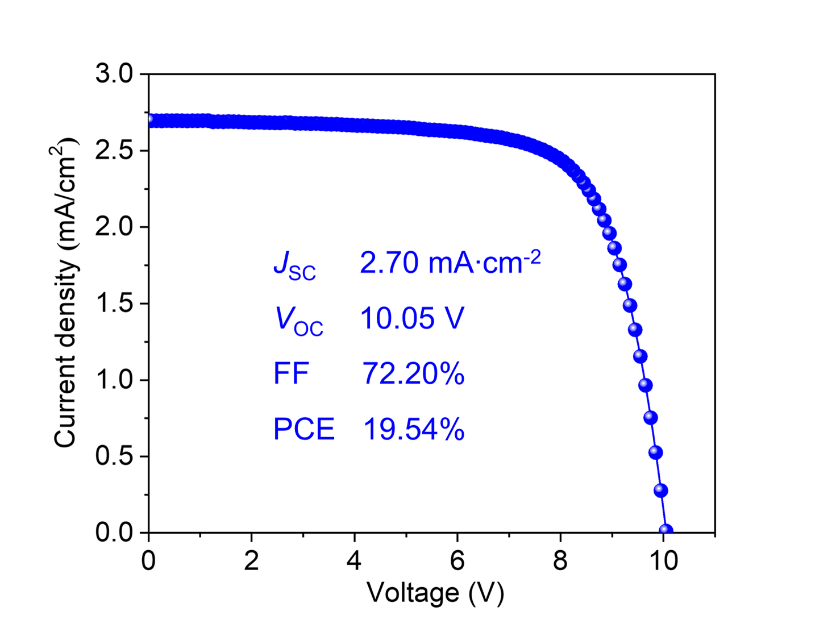 3.0
2.5
2.0
1.5
1.0
0.5
0.0
Current density (mA/cm²)
J_SC 2.70 mA·cm⁻²
V_OC 10.05 V
FF 72.20%
PCE 19.54%
0 2 4 6 8 10
Voltage (V)